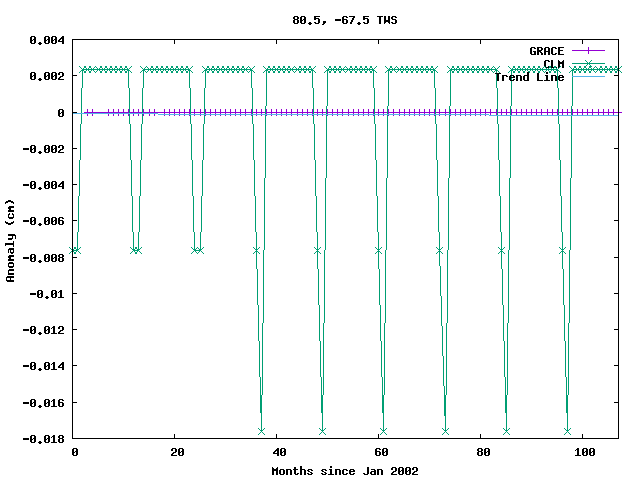 80.5, -67.5 TWS
GRACE
CLM
Trend Line
0.004
0.002
0
-0.002
-0.004
-0.006
-0.008
-0.01
-0.012
-0.014
-0.016
-0.018
Anomaly (cm)
0 20 40 60 80 100
Months since Jan 2002